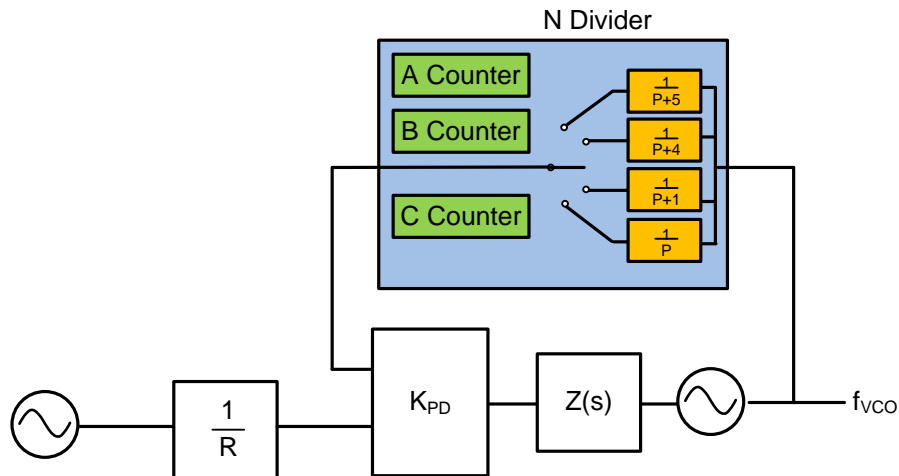 N Divider
A Counter
B Counter
C Counter
1
P+5
1
P+4
1
P+1
1
P
1
R
KPD
Z(s)
fVCO